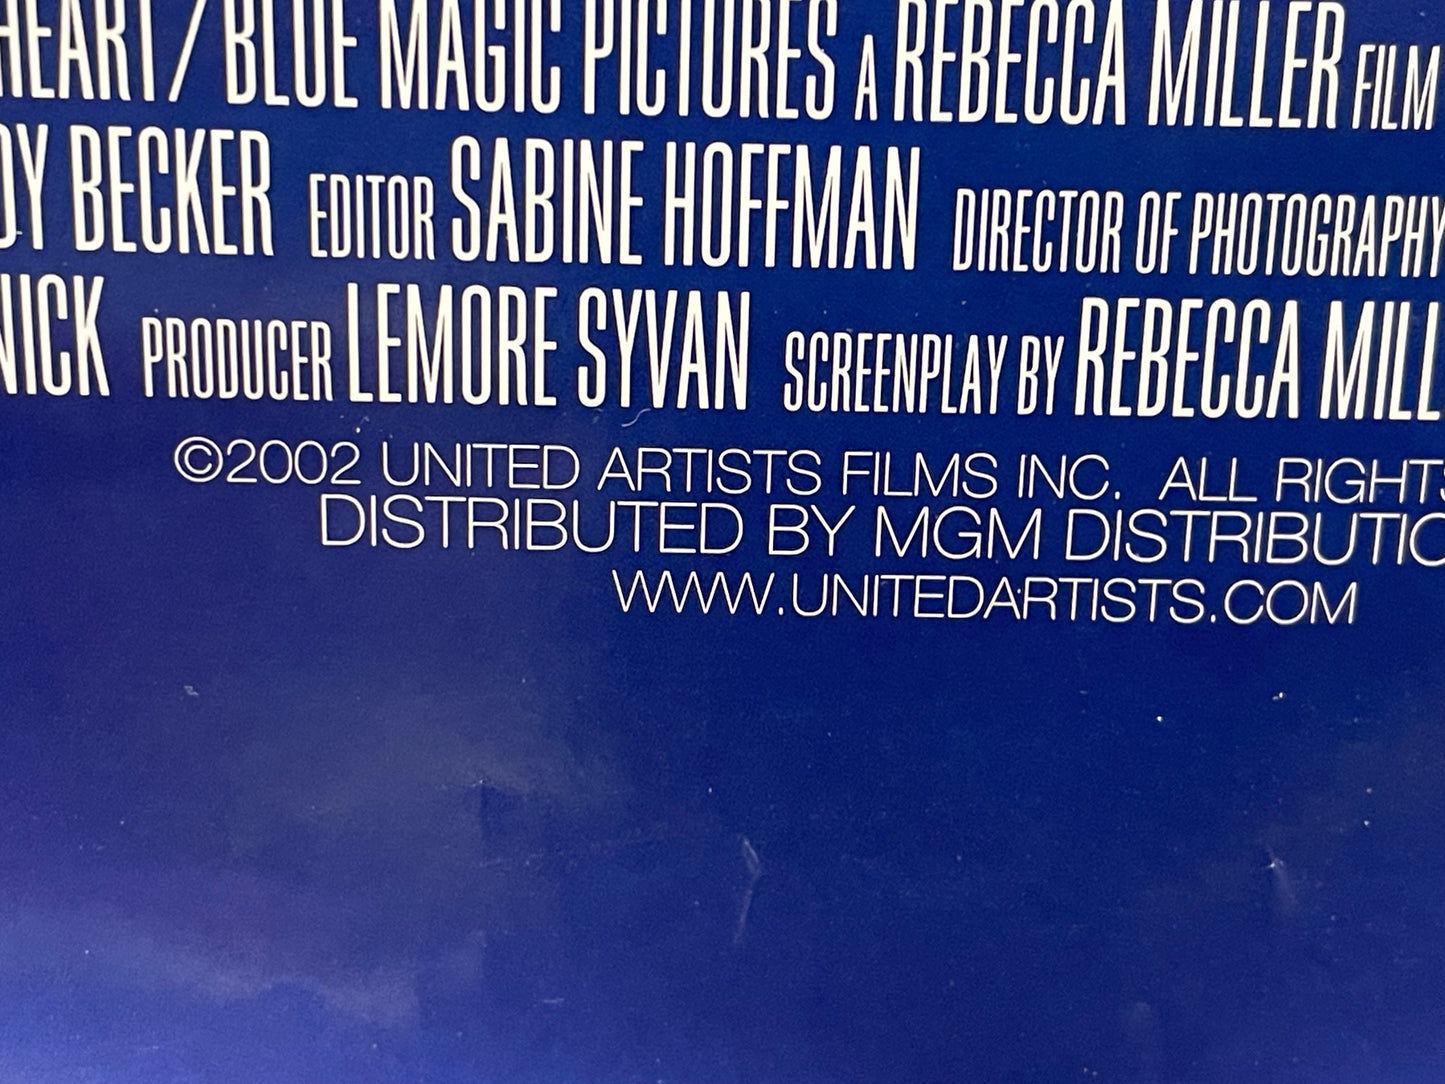 HEART / BLUE MAGIC PICTURES A REBECCA MILLER FILM
DY BECKER EDITOR SABINE HOFFMAN DIRECTOR OF PHOTOGRAPHY
NICK PRODUCER LEMORE SYVAN SCREENPLAY BY REBECCA MILL
©2002 UNITED ARTISTS FILMS INC. ALL RIGHTS
DISTRIBUTED BY MGM DISTRIBUTIO
WWW.UNITEDARTISTS.COM